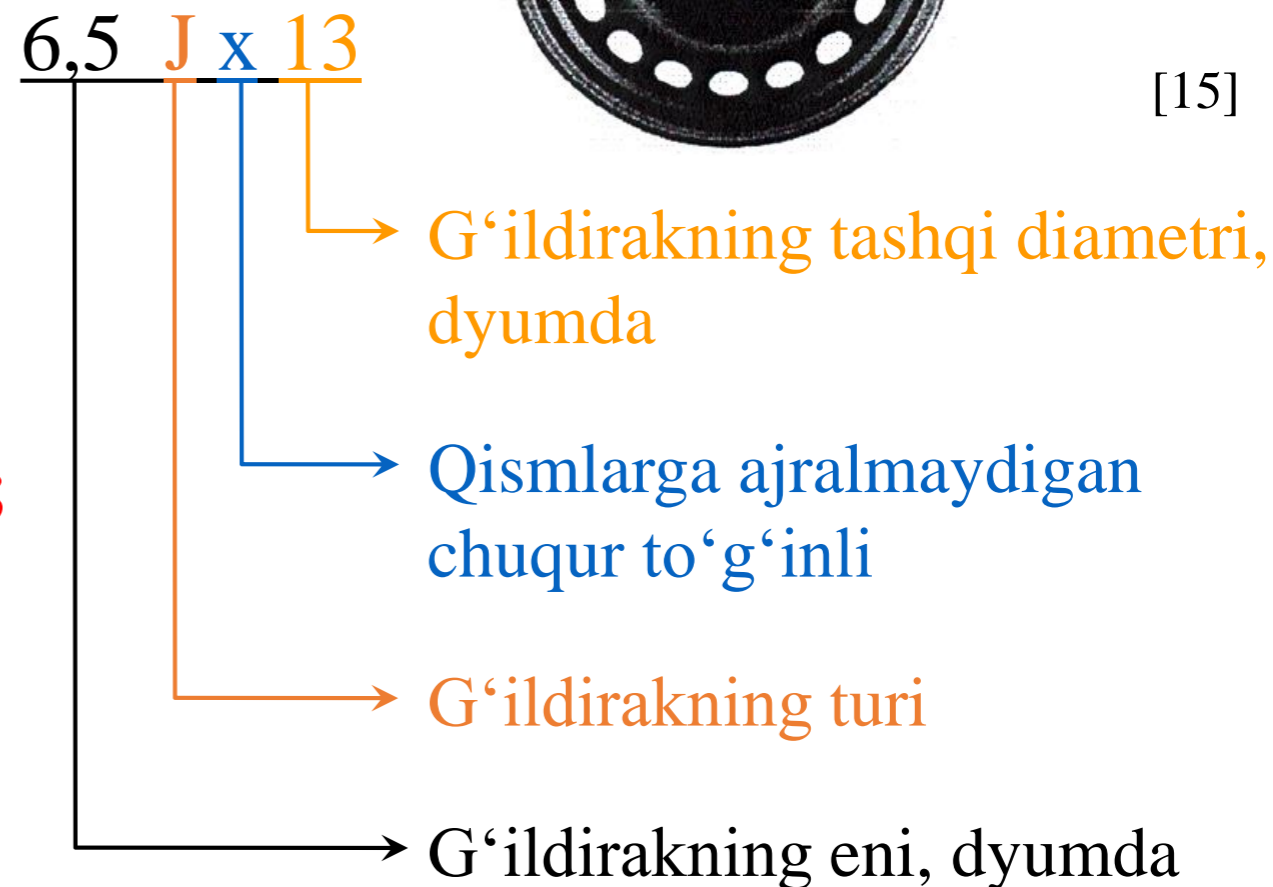 6,5 J x 13
[15]
G‘ildirakning tashqi diametri,
dyumda
Qismlarga ajralmaydigan
chuqur to‘g‘inli
G‘ildirakning turi
G‘ildirakning eni, dyumda